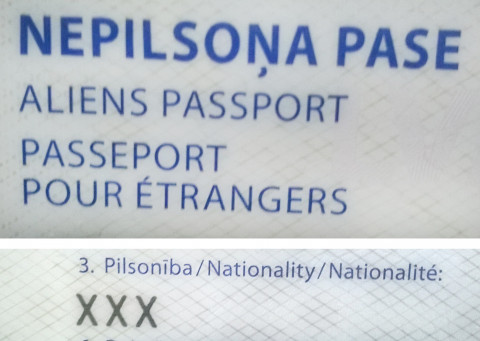 NEPILSOŅA PASE
ALIENS PASSPORT
PASSEPORT
POUR ÉTRANGERS
3. Pilsonība/Nationality/Nationalité:
XXX